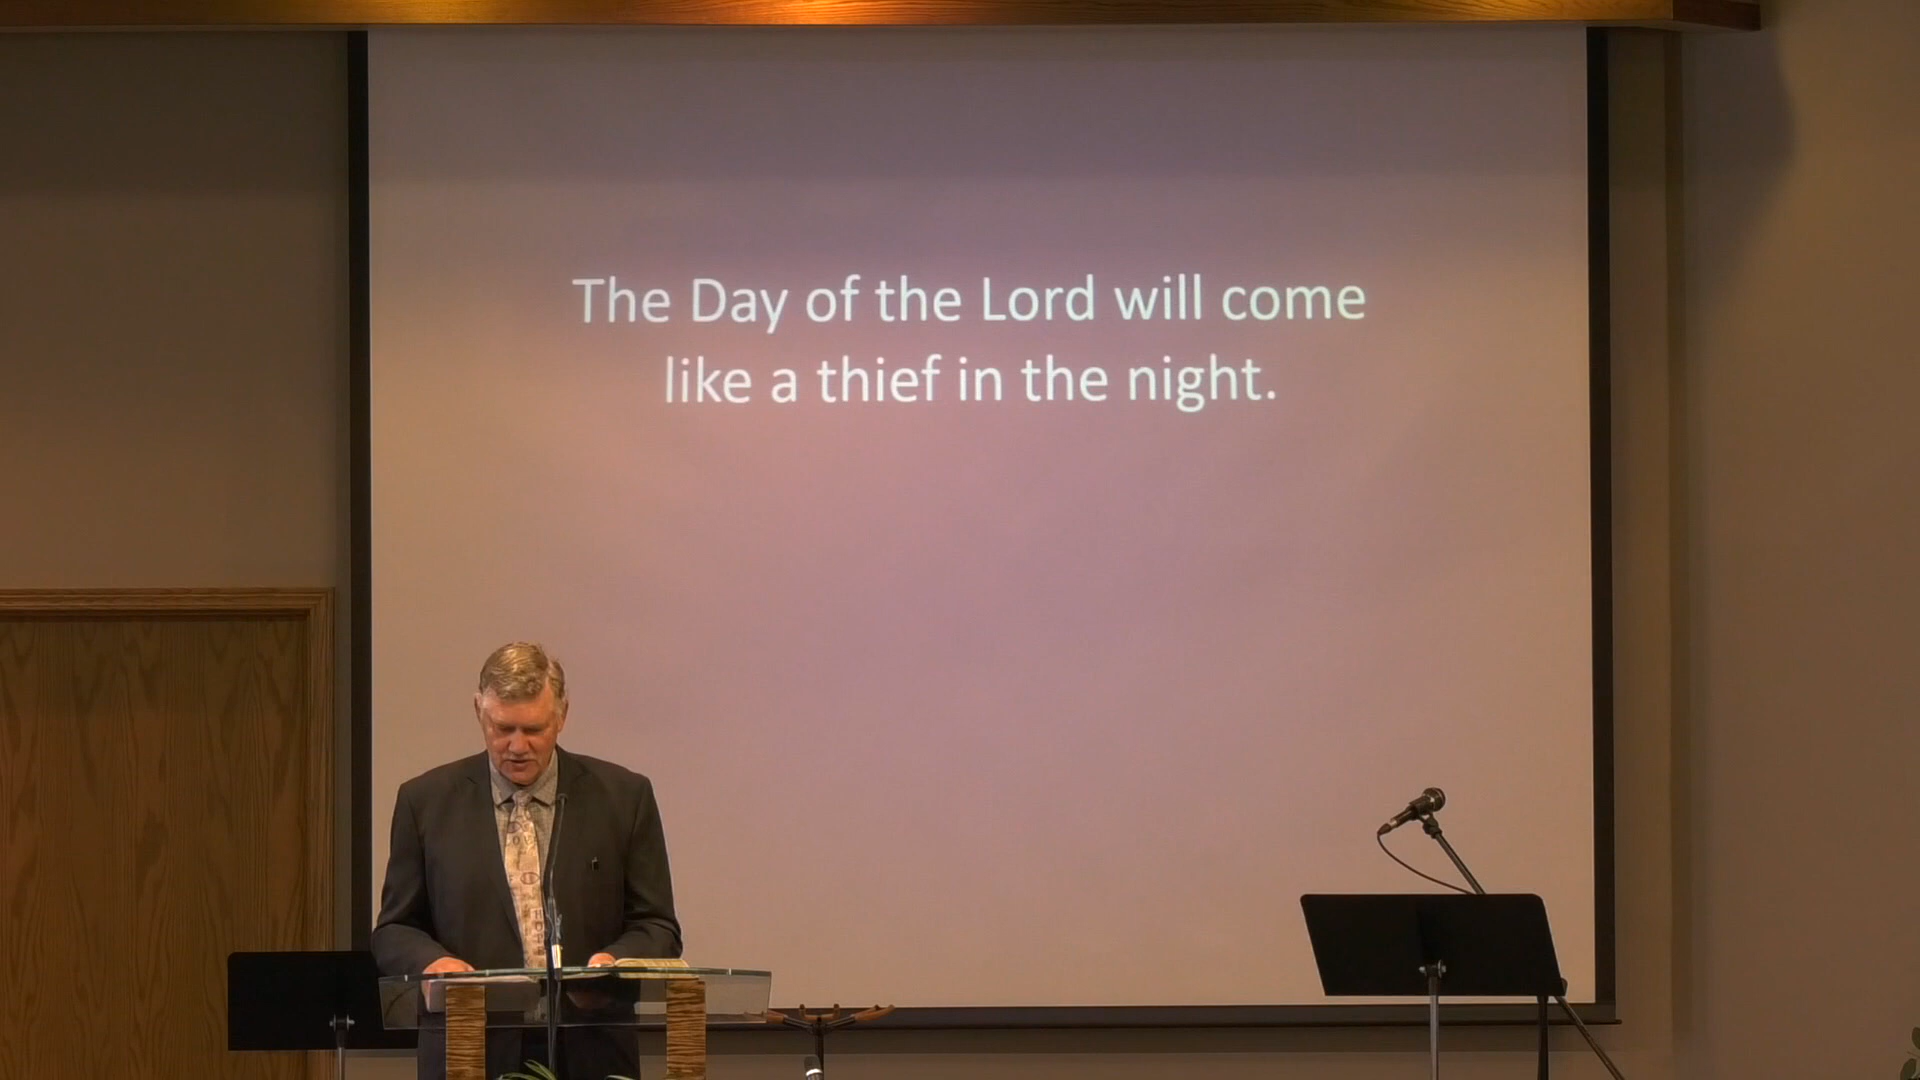 The Day of the Lord will come
like a thief in the night.